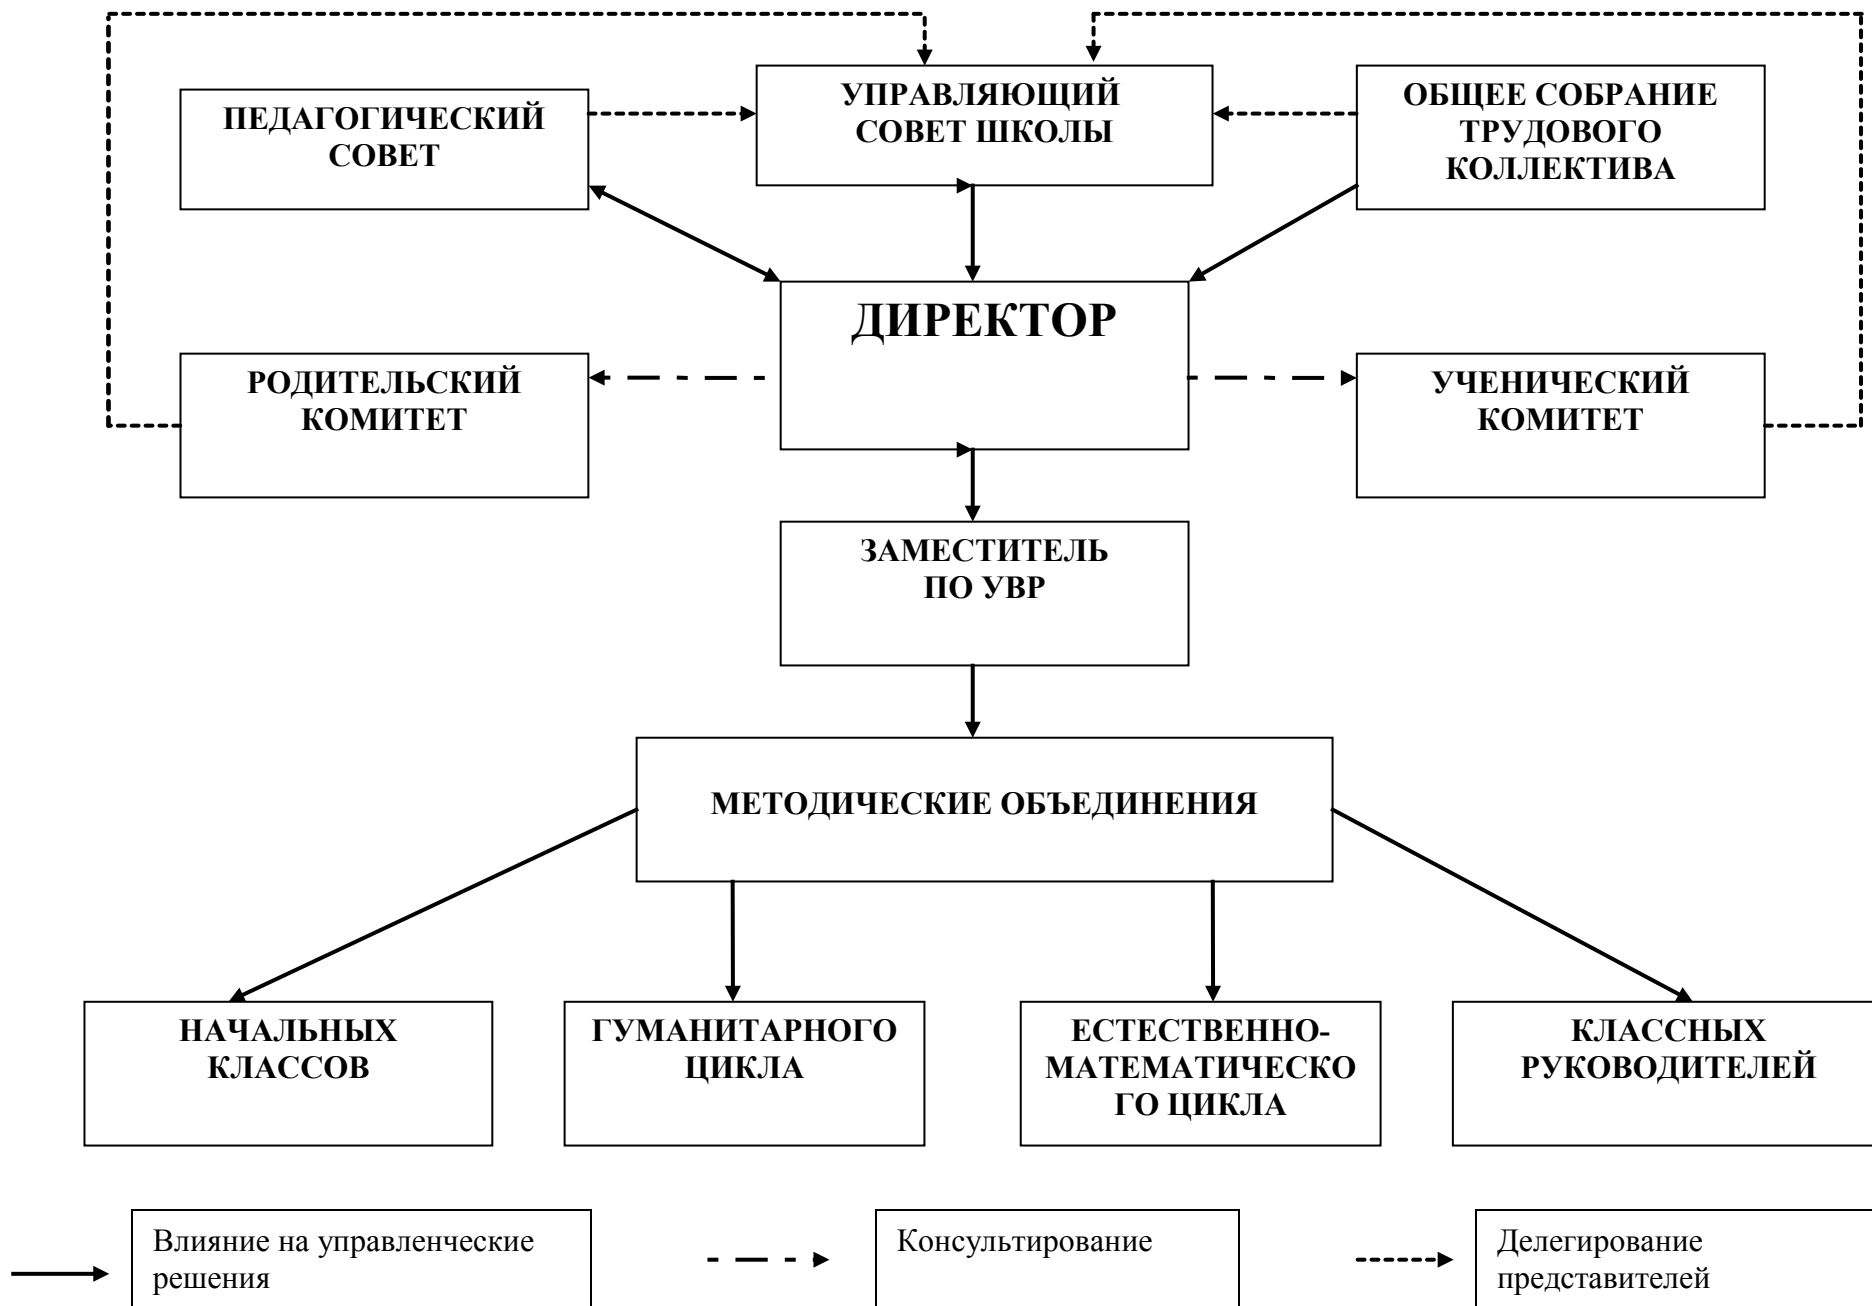 ПЕДАГОГИЧЕСКИЙ
СОВЕТ
УПРАВЛЯЮЩИЙ
СОВЕТ ШКОЛЫ
ОБЩЕЕ СОБРАНИЕ
ТРУДОВОГО
КОЛЛЕКТИВА
ДИРЕКТОР
РОДИТЕЛЬСКИЙ
КОМИТЕТ
УЧЕНИЧЕСКИЙ
КОМИТЕТ
ЗАМЕСТИТЕЛЬ
ПО УВР
МЕТОДИЧЕСКИЕ ОБЪЕДИНЕНИЯ
НАЧАЛЬНЫХ
КЛАССОВ
ГУМАНИТАРНОГО
ЦИКЛА
ЕСТЕСТВЕННО-
МАТЕМАТИЧЕСКО
ГО ЦИКЛА
КЛАССНЫХ
РУКОВОДИТЕЛЕЙ
Влияние на управленческие
решения
Консультирование
Делегирование
представителей